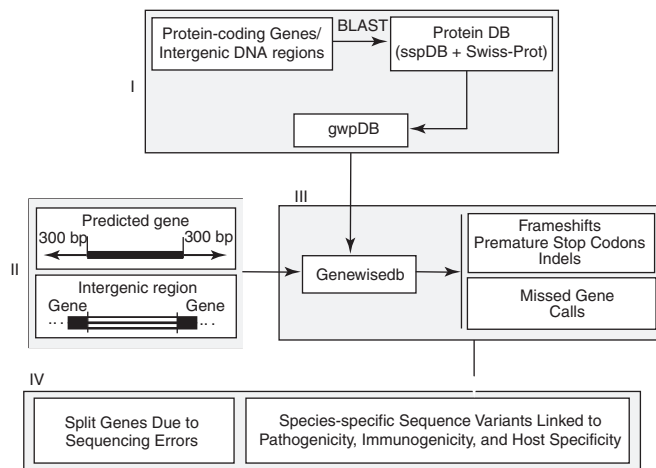 I
Protein-coding Genes/
Intergenic DNA regions
BLAST
Protein DB
(sspDB + Swiss-Prot)
gwpDB
II
Predicted gene
300 bp
300 bp
Intergenic region
Gene
Gene
...
...
III
Genewisedb
Frameshifts
Premature Stop Codons
Indels
Missed Gene
Calls
IV
Split Genes Due to
Sequencing Errors
Species-specific Sequence Variants Linked to
Pathogenicity, Immunogenicity, and Host Specificity